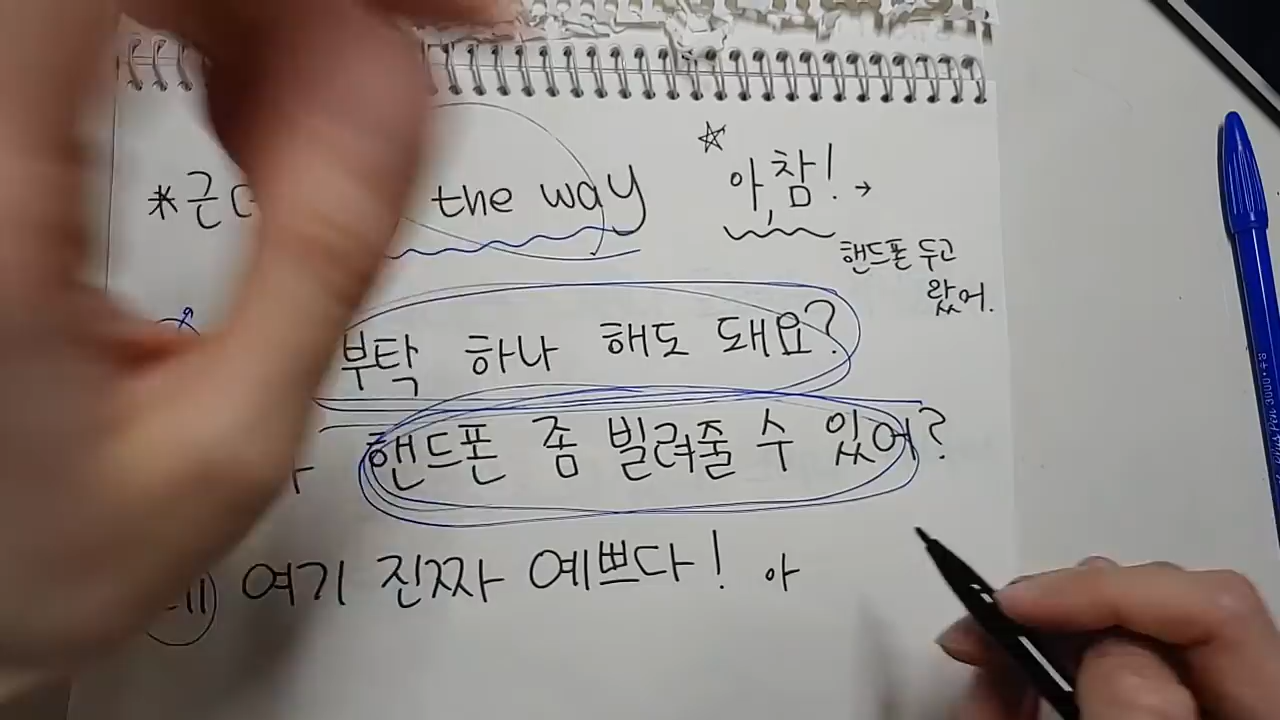 *근 the way
아, 참! →
핸드폰 두고
왔어.
부탁 하나 해도 돼요?
핸드폰 좀 빌려줄 수 있어?
여기 진짜 예쁘다! 아